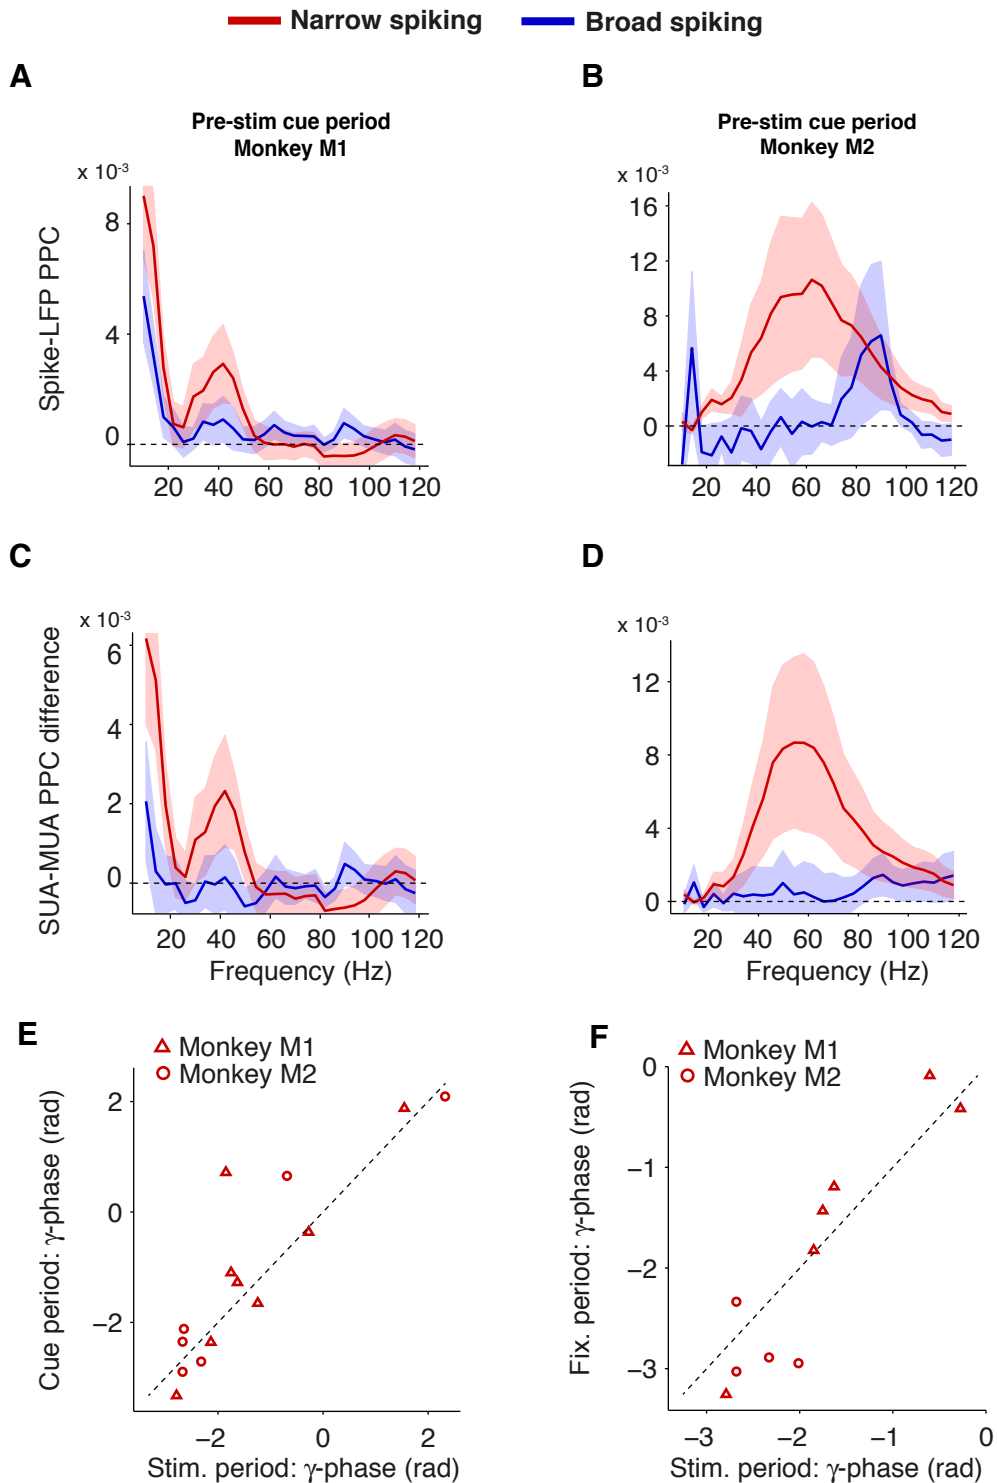 Narrow spiking
Broad spiking
A
B
Pre-stim cue period
Monkey M1
Pre-stim cue period
Monkey M2
x 10-3
x 10-3
Spike-LFP PPC
8
4
0
20 40 60 80 100 120
16
12
8
4
0
20 40 60 80 100 120
C
D
x 10-3
x 10-3
SUA-MUA PPC difference
6
4
2
0
20 40 60 80 100 120
Frequency (Hz)
12
8
4
0
20 40 60 80 100 120
Frequency (Hz)
E
Monkey M1
Monkey M2
Cue period: γ-phase (rad)
2
0
−2
−2 0 2
Stim. period: γ-phase (rad)
F
Monkey M1
Monkey M2
Fix. period: γ-phase (rad)
0
−1
−2
−3
−3 −2 −1 0
Stim. period: γ-phase (rad)